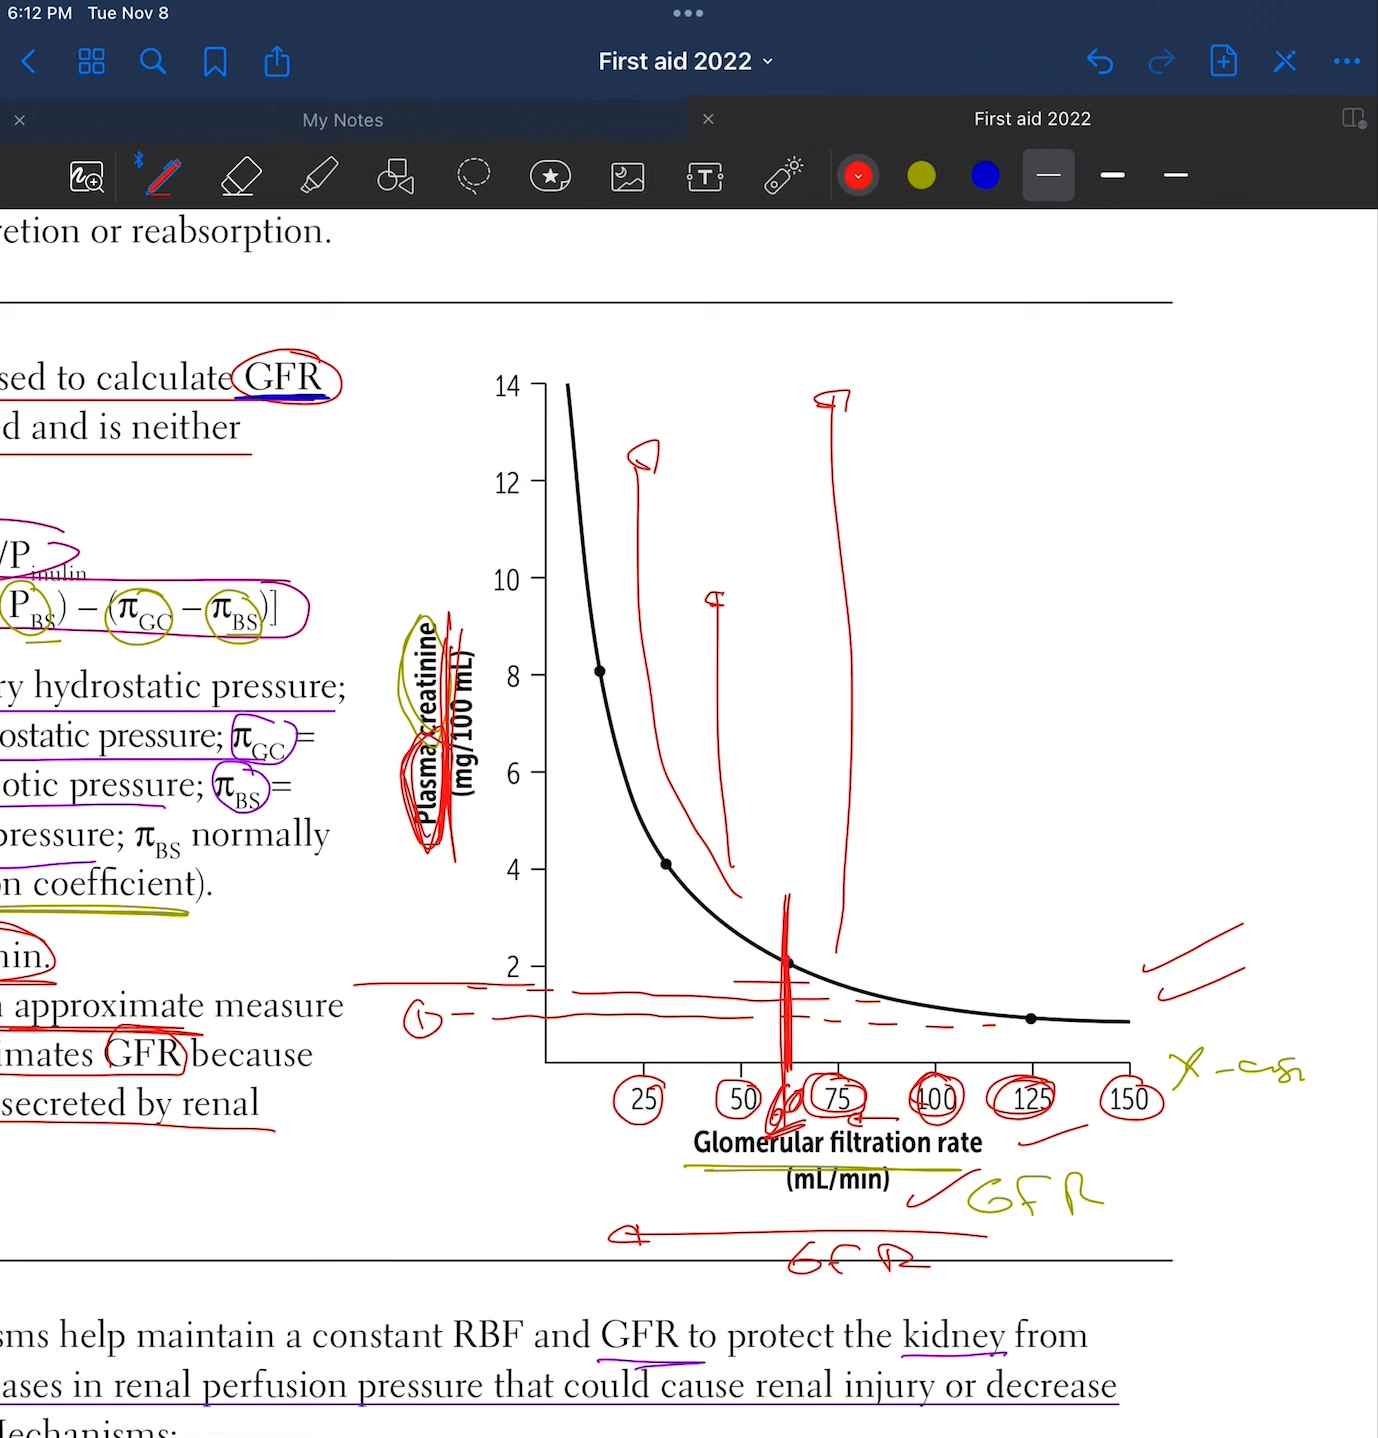 6:12 PM Tue Nov 8
First aid 2022
My Notes
First aid 2022
etion or reabsorption.
sed to calculate GFR
d and is neither
/P inulin
P BS) – (π GC – π BS)]
ry hydrostatic pressure;
ostatic pressure; π GC =
otic pressure; π BS =
pressure; π BS normally
n coefficient).
nin.
approximate measure
imates GFR because
secreted by renal
14
12
10
8
6
4
2
Plasma creatinine
(mg/100 mL)
1
25 50 60 75 100 125 150
Glomerular filtration rate
(mL/min)
GFR
GFR
sms help maintain a constant RBF and GFR to protect the kidney from
ases in renal perfusion pressure that could cause renal injury or decrease
Mechanisms: